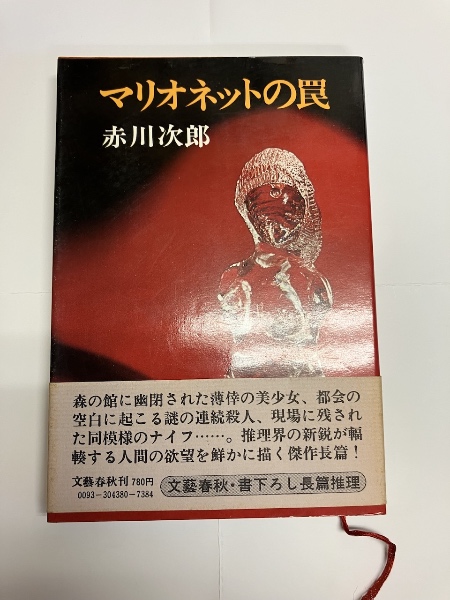 マリオネットの罠
赤川次郎
森の館に幽閉された薄倖の美少女、都会の
空白に起こる謎の連続殺人、現場に残され
た同模様のナイフ……。推理界の新鋭が輻
輳する人間の欲望を鮮かに描く傑作長篇！
文藝春秋刊 780円
0093-304380-7384
文藝春秋・書下ろし長篇推理